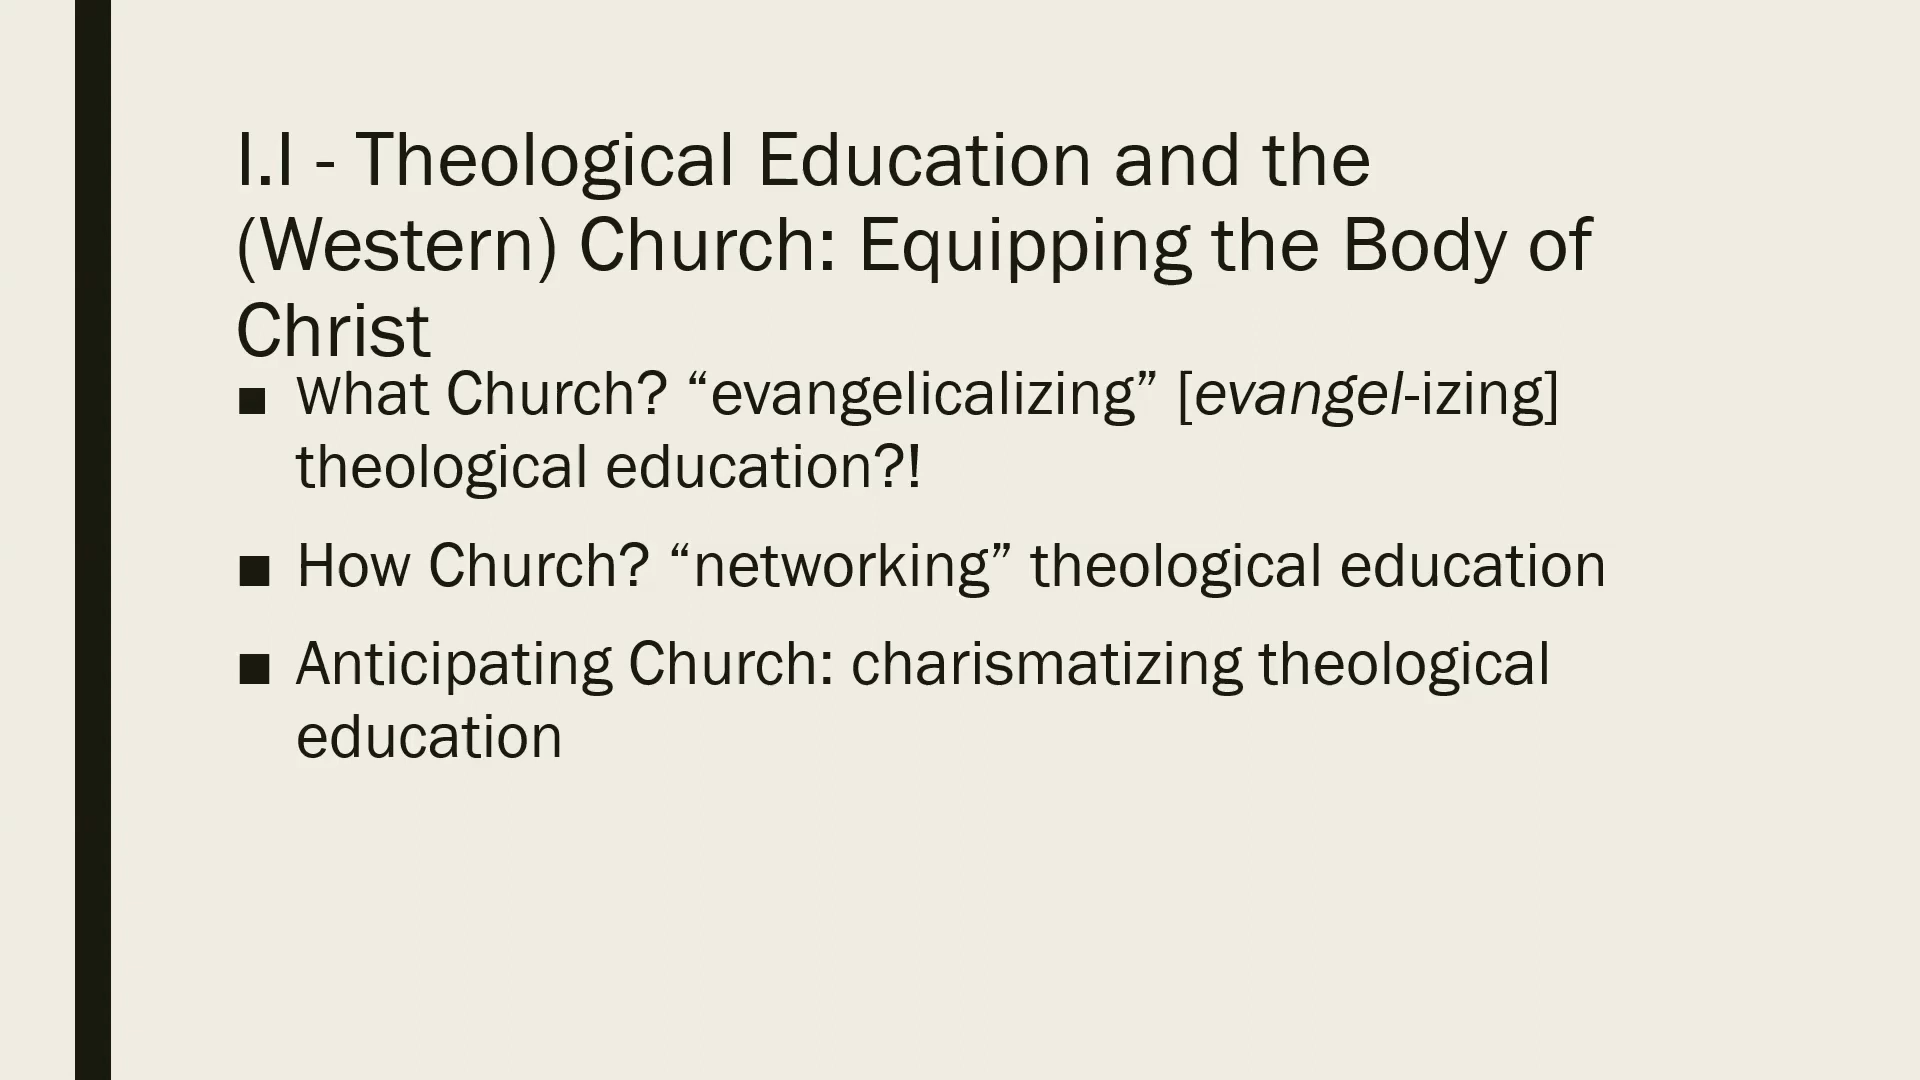 I.I - Theological Education and the
(Western) Church: Equipping the Body of
Christ
■ What Church? “evangelicalizing” [evangel-izing]
theological education?!
■ How Church? “networking” theological education
■ Anticipating Church: charismatizing theological
education